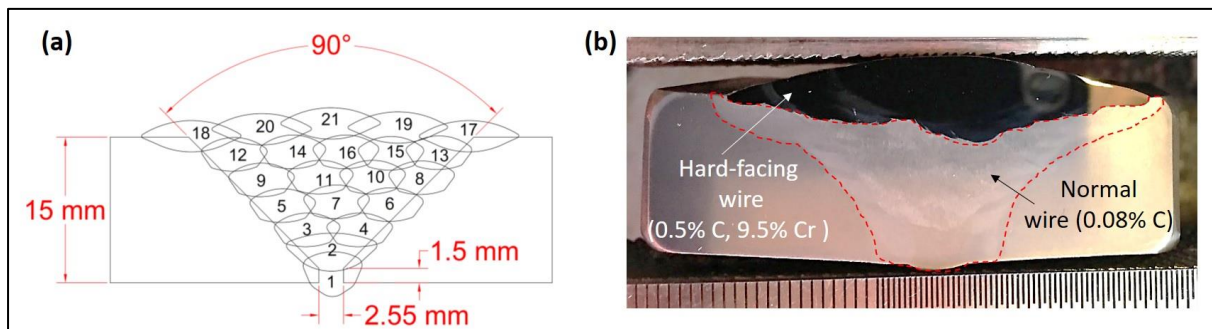 (a)
90°
21
20
19
18
17
12
14
16
15
13
9
11
10
8
5
7
6
3
4
2
1
15 mm
1.5 mm
2.55 mm
(b)
Hard-facing
wire
(0.5% C, 9.5% Cr )
Normal
wire (0.08% C)